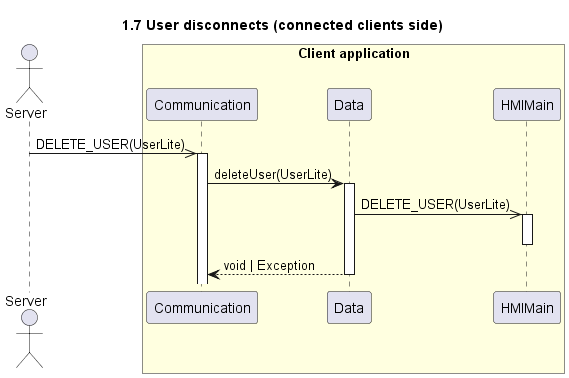 1.7 User disconnects (connected clients side)
Client application
Server
Communication
Data
HMIMain
DELETE_USER(UserLite)
deleteUser(UserLite)
DELETE_USER(UserLite)
void | Exception
Server
Communication
Data
HMIMain